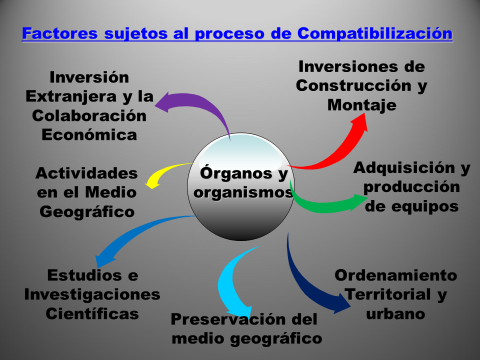 Factores sujetos al proceso de Compatibilización
Inversión
Extranjera y la
Colaboración
Económica
Inversiones de
Construcción y
Montaje
Actividades
en el Medio
Geográfico
Órganos y
organismos
Adquisición y
producción
de equipos
Estudios e
Investigaciones
Científicas
Preservación del
medio geográfico
Ordenamiento
Territorial y
urbano